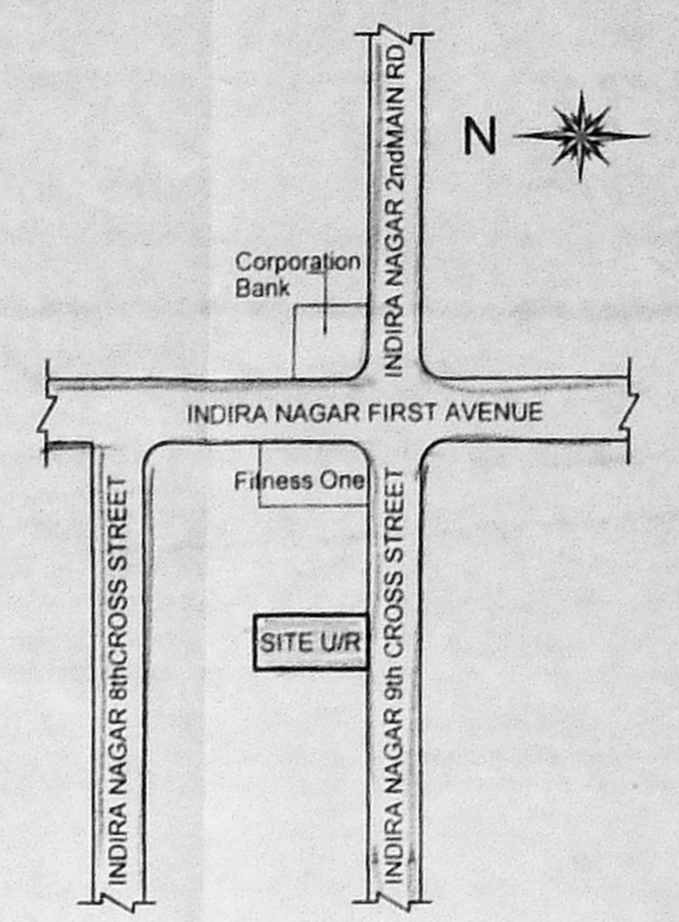 INDIRA NAGAR 2ndMAIN RD
N
Corporation
Bank
INDIRA NAGAR FIRST AVENUE
Fitness One
INDIRA NAGAR 8thCROSS STREET
INDIRA NAGAR 9th CROSS STREET
SITE U/R